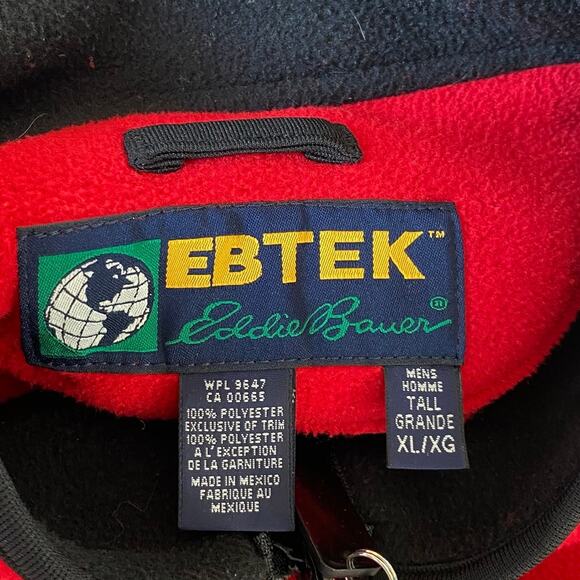 EBTEK™
Eddie Bauer®
WPL 9647
CA 00665
100% POLYESTER
EXCLUSIVE OF TRIM
100% POLYESTER
A L'EXCEPTION
DE LA GARNITURE
MADE IN MEXICO
FABRIQUE AU
MEXIQUE
MENS
HOMME
TALL
GRANDE
XL/XG